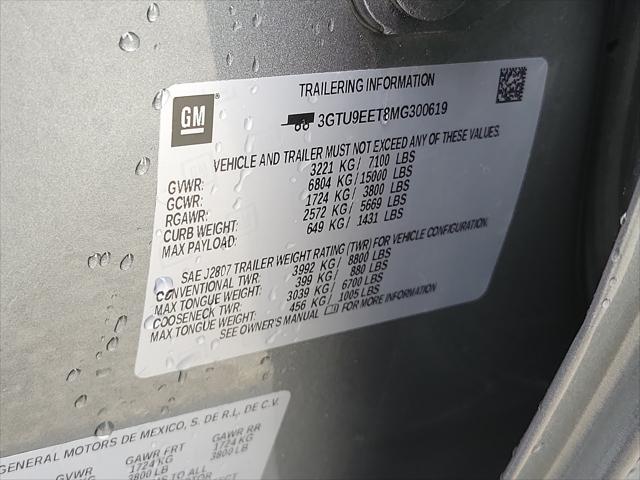 TRAILERING INFORMATION
GM
3GTU9EET8MG300619
VEHICLE AND TRAILER MUST NOT EXCEED ANY OF THESE VALUES.
GVWR: 3221 KG/ 7100 LBS
GCWR: 6804 KG/ 15000 LBS
RGAWR: 1724 KG/ 3800 LBS
CURB WEIGHT: 2572 KG/ 5669 LBS
MAX PAYLOAD: 649 KG/ 1431 LBS
SAE J2807 TRAILER WEIGHT RATING (TWR) FOR VEHICLE CONFIGURATION.
CONVENTIONAL TWR: 3992 KG/ 8800 LBS
MAX TONGUE WEIGHT: 399 KG/ 880 LBS
GOOSENECK TWR: 3039 KG/ 6700 LBS
MAX TONGUE WEIGHT: 456 KG/ 1005 LBS
SEE OWNER'S MANUAL FOR MORE INFORMATION
GENERAL MOTORS DE MEXICO, S. DE R.L. DE C.V.
GVWR GAWR FRT GAWR RR
1724 KG 1724 KG
3800 LB 3800 LB